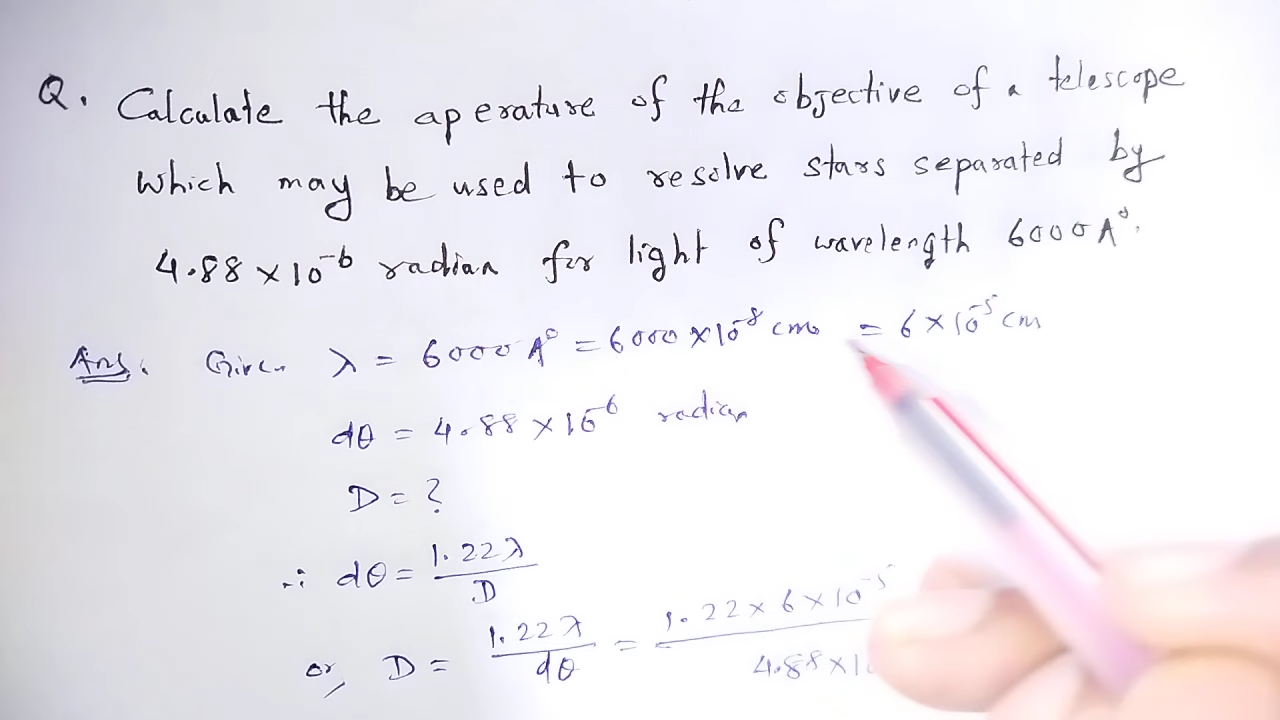 Q. Calculate the aperature of the objective of a telescope
which may be used to resolve stars separated by
4.88 × 10⁻⁶ radian for light of wavelength 6000 A°.
Ans. Given λ = 6000 A° = 6000 × 10⁻⁸ cm. = 6 × 10⁻⁵ cm
dθ = 4.88 × 10⁻⁶ radian
D = ?
∴ dθ = 1.22λ / D
or, D = 1.22λ / dθ = 1.22 × 6 × 10⁻⁵ / 4.88 × 10